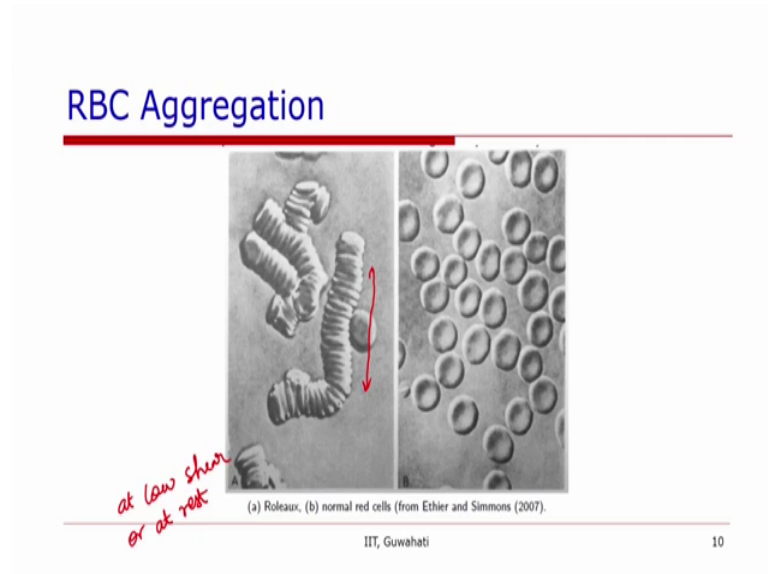 RBC Aggregation
A
B
at low shear
or at rest
(a) Roleaux, (b) normal red cells (from Ethier and Simmons (2007).
IIT, Guwahati
10